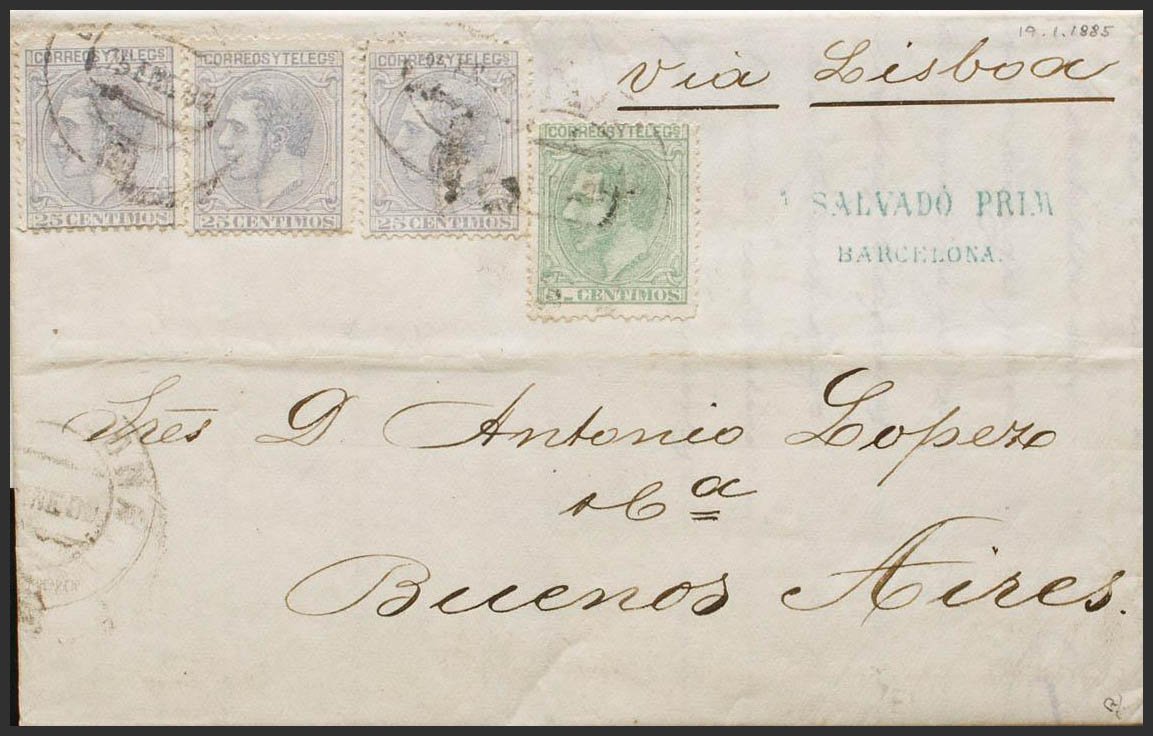 19.1.1885
via Lisboa
CORREOS Y TELEGS
25 CENTIMOS
CORREOS Y TELEGS
25 CENTIMOS
CORREOS Y TELEGS
25 CENTIMOS
CORREOS Y TELEGS
5 CENTIMOS
SALVADÓ PRIM
BARCELONA.
Sres D. Antonio Lopez
y Cª
Buenos Aires.